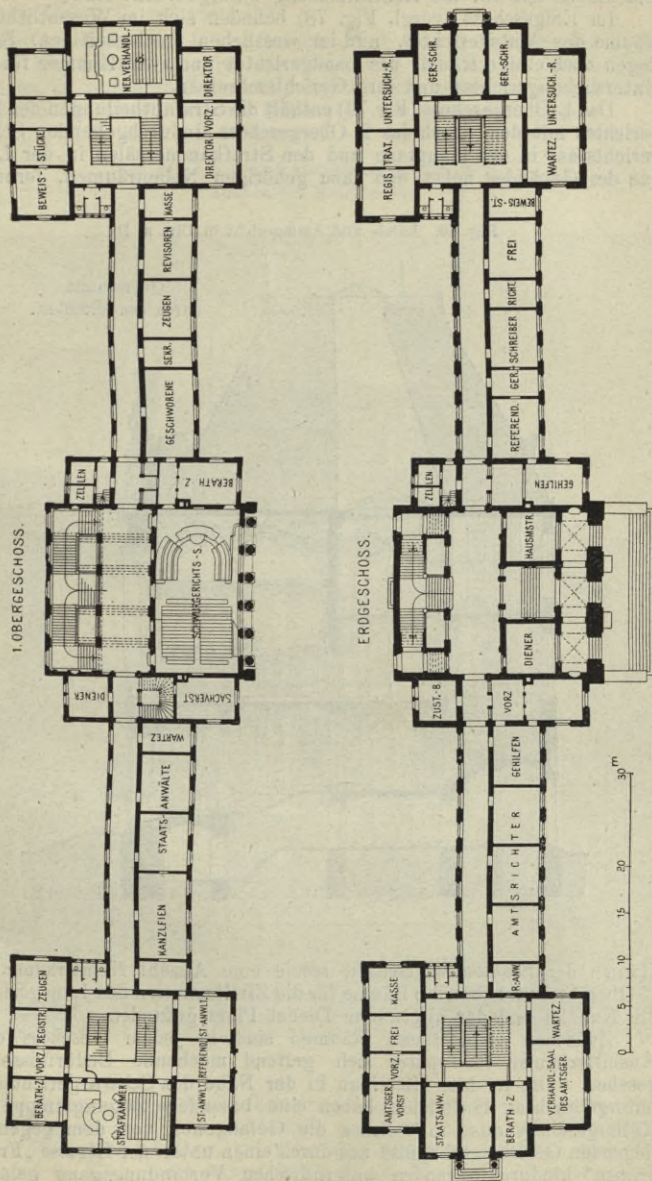 1. OBERGESCHOSS.
BEWEIS-STÜCKE
NEB. VERHANDL.-S.
DIREKTOR VORZ. DIREKTOR
KASSE
REVISOREN
ZEUGEN
SEKR.
GESCHWORENE
ZELLEN
BERATH Z
SCHWURGERICHTS-S.
DIENER
SACHVERST
WARTEZ
STAATS-ANWÄLTE
KANZLEIEN
ZEUGEN
REGISTR.
VORZ.
BERATH-Z.
STRAFKAMMER
ST-ANWLT.
REFEREND.
ST-ANWLT.
ERDGESCHOSS.
REGISTRAT.
UNTERSUCH.R.
GER-SCHR.
GER-SCHR.
WARTEZ.
UNTERSUCH.-R.
BEWEIS-ST.
FREI
RICHT.
GER. SCHREIBER
REFEREND.
ZELLEN
GEHILFEN
HAUSMSTR.
DIENER
ZUST.-B
VORZ
GEHILFEN
AMTSRICHTER
R.-ANW.
KASSE
FREI
VORZ.
AMTSGER. VORST
STAATSANW.
BERATH-Z
VERHANDL-SAAL DES AMTSGER
WARTEZ.
0 5 10 15 20 30 m